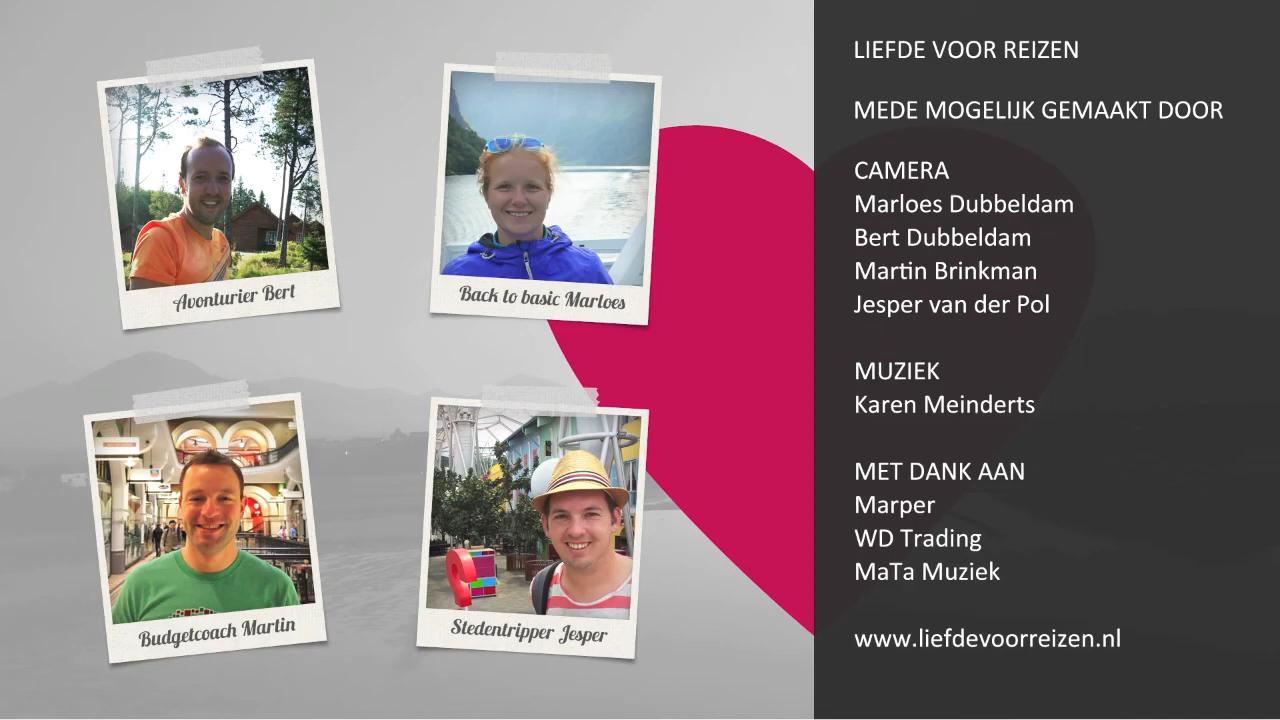 Avonturier Bert
Back to basic Marloes
Budgetcoach Martin
Stedentripper Jesper
LIEFDE VOOR REIZEN
MEDE MOGELIJK GEMAAKT DOOR
CAMERA
Marloes Dubbeldam
Bert Dubbeldam
Martin Brinkman
Jesper van der Pol
MUZIEK
Karen Meinderts
MET DANK AAN
Marper
WD Trading
MaTa Muziek
www.liefdevoorreizen.nl